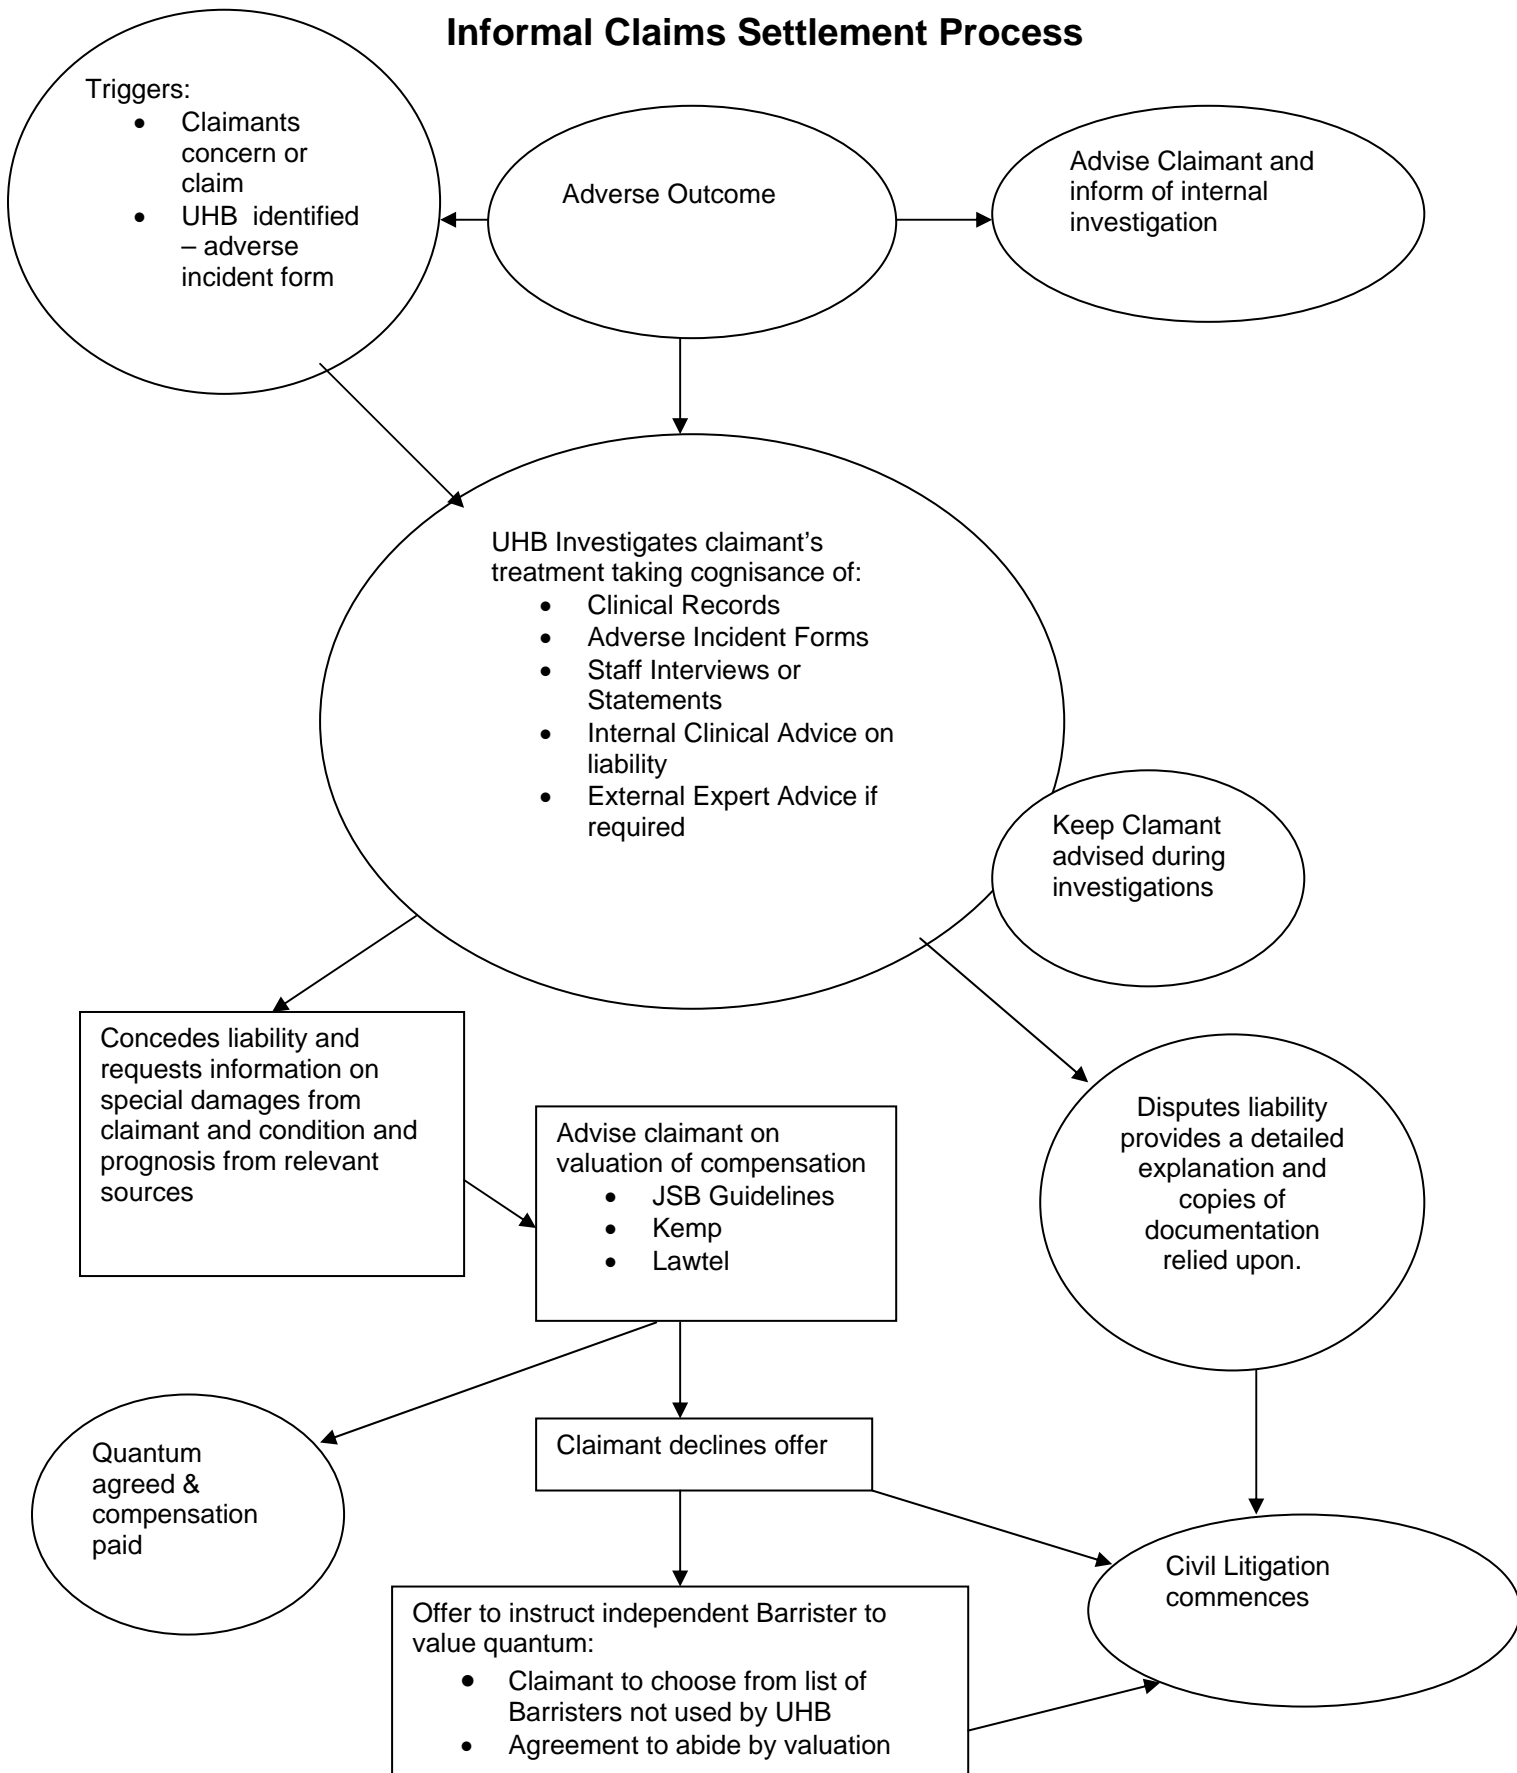 Informal Claims Settlement Process
Triggers:
• Claimants
concern or
claim
• UHB identified
– adverse
incident form
Adverse Outcome
Advise Claimant and
inform of internal
investigation
UHB Investigates claimant’s
treatment taking cognisance of:
• Clinical Records
• Adverse Incident Forms
• Staff Interviews or
Statements
• Internal Clinical Advice on
liability
• External Expert Advice if
required
Keep Clamant
advised during
investigations
Concedes liability and
requests information on
special damages from
claimant and condition and
prognosis from relevant
sources
Advise claimant on
valuation of compensation
• JSB Guidelines
• Kemp
• Lawtel
Disputes liability
provides a detailed
explanation and
copies of
documentation
relied upon.
Quantum
agreed &
compensation
paid
Claimant declines offer
Civil Litigation
commences
Offer to instruct independent Barrister to
value quantum:
• Claimant to choose from list of
Barristers not used by UHB
• Agreement to abide by valuation